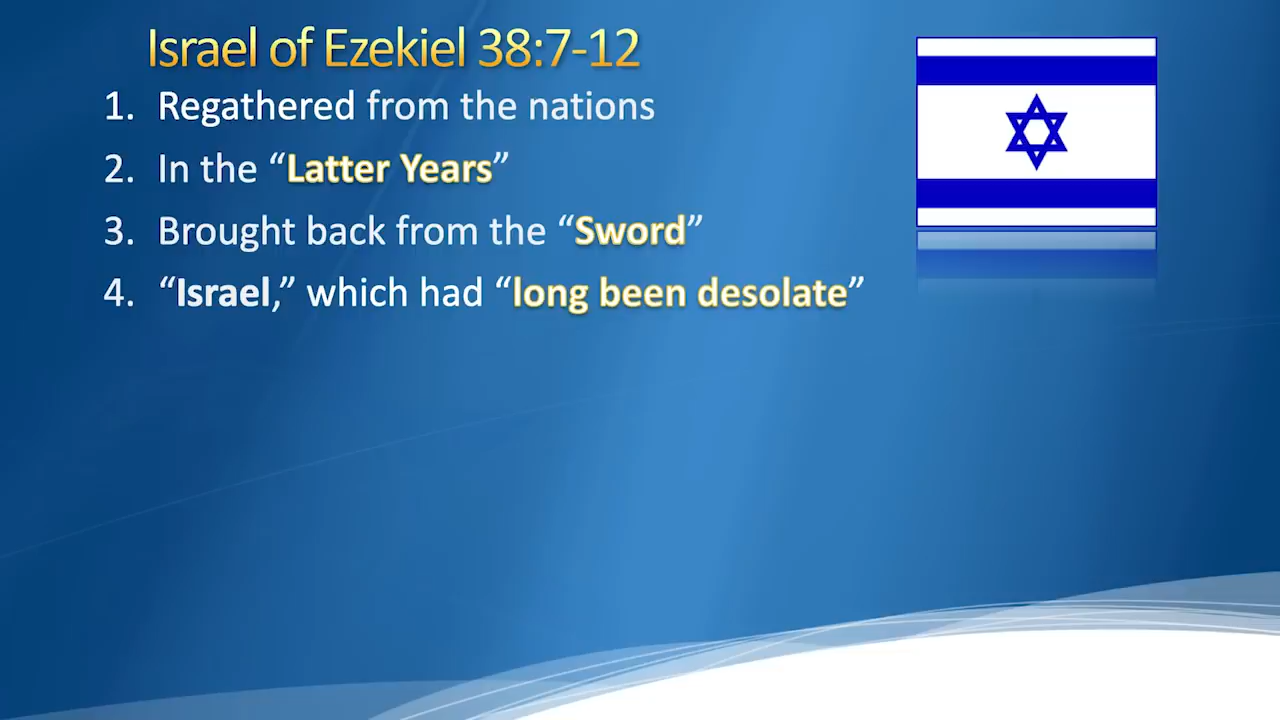 Israel of Ezekiel 38:7-12
1. Regathered from the nations
2. In the “Latter Years”
3. Brought back from the “Sword”
4. “Israel,” which had “long been desolate”